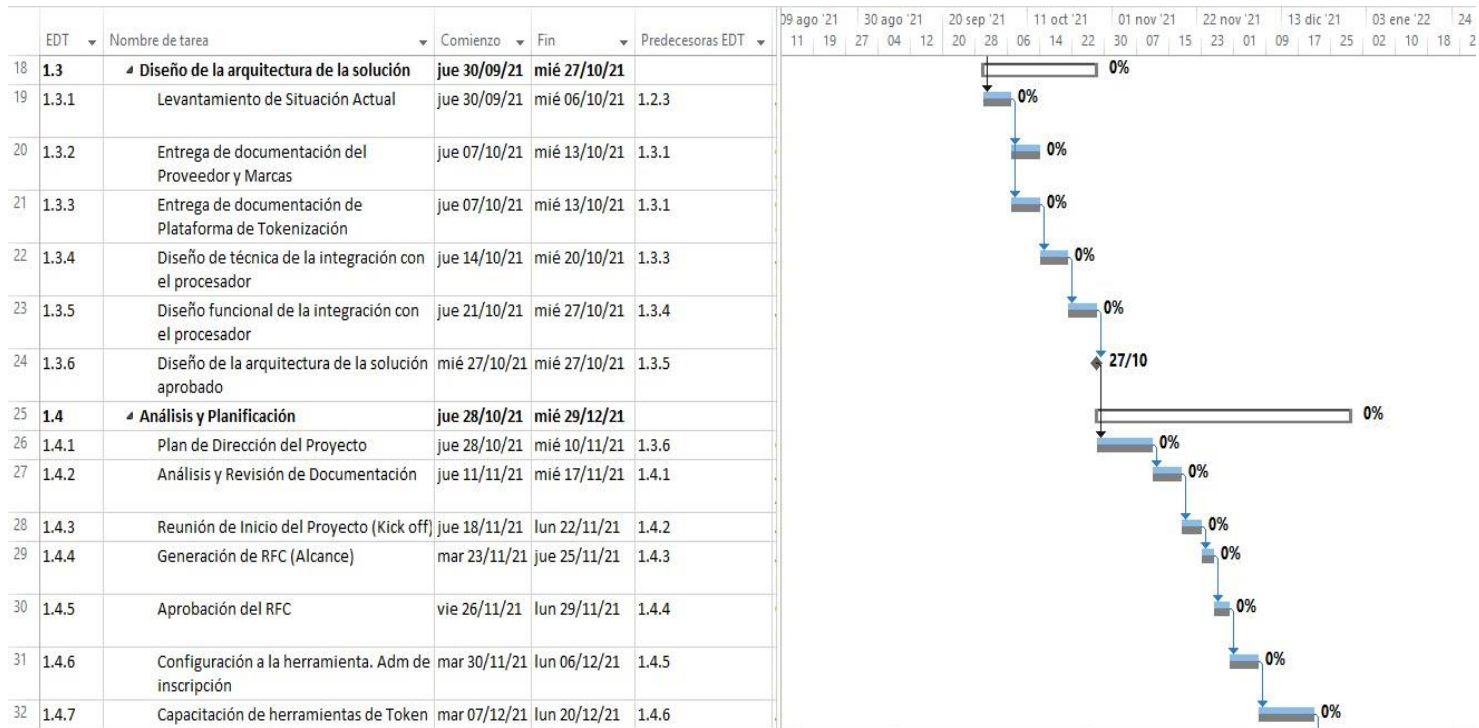 09 ago '21 30 ago '21 20 sep '21 11 oct '21 01 nov '21 22 nov '21 13 dic '21 03 ene '22 24
EDT Nombre de tarea Comienzo Fin Predecesoras EDT 11 19 27 04 12 20 28 06 14 22 30 07 15 23 01 09 17 25 02 10 18 2
18 1.3 Diseño de la arquitectura de la solución jue 30/09/21 mié 27/10/21 0%
19 1.3.1 Levantamiento de Situación Actual jue 30/09/21 mié 06/10/21 1.2.3 0%
20 1.3.2 Entrega de documentación del jue 07/10/21 mié 13/10/21 1.3.1 0%
Proveedor y Marcas
21 1.3.3 Entrega de documentación de jue 07/10/21 mié 13/10/21 1.3.1 0%
Plataforma de Tokenización
22 1.3.4 Diseño de técnica de la integración con jue 14/10/21 mié 20/10/21 1.3.3 0%
el procesador
23 1.3.5 Diseño funcional de la integración con jue 21/10/21 mié 27/10/21 1.3.4 0%
el procesador
24 1.3.6 Diseño de la arquitectura de la solución mié 27/10/21 mié 27/10/21 1.3.5 27/10
aprobado
25 1.4 Análisis y Planificación jue 28/10/21 mié 29/12/21 0%
26 1.4.1 Plan de Dirección del Proyecto jue 28/10/21 mié 10/11/21 1.3.6 0%
27 1.4.2 Análisis y Revisión de Documentación jue 11/11/21 mié 17/11/21 1.4.1 0%
28 1.4.3 Reunión de Inicio del Proyecto (Kick off) jue 18/11/21 lun 22/11/21 1.4.2 0%
29 1.4.4 Generación de RFC (Alcance) mar 23/11/21 jue 25/11/21 1.4.3 0%
30 1.4.5 Aprobación del RFC vie 26/11/21 lun 29/11/21 1.4.4 0%
31 1.4.6 Configuración a la herramienta. Adm de mar 30/11/21 lun 06/12/21 1.4.5 0%
inscripción
32 1.4.7 Capacitación de herramientas de Token mar 07/12/21 lun 20/12/21 1.4.6 0%